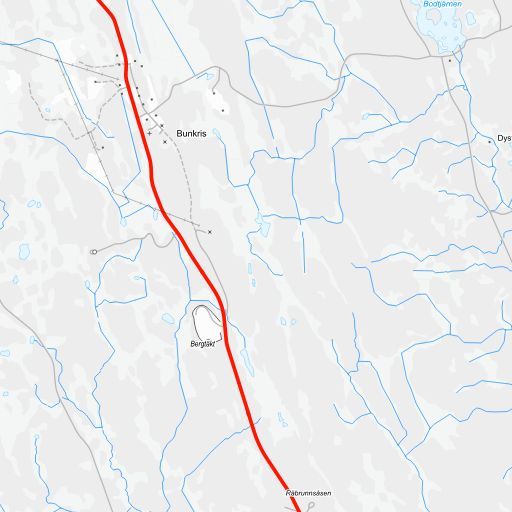 Bodtjärnen
Bunkris
Dys
Bergtäkt
Råbrunnsåsen